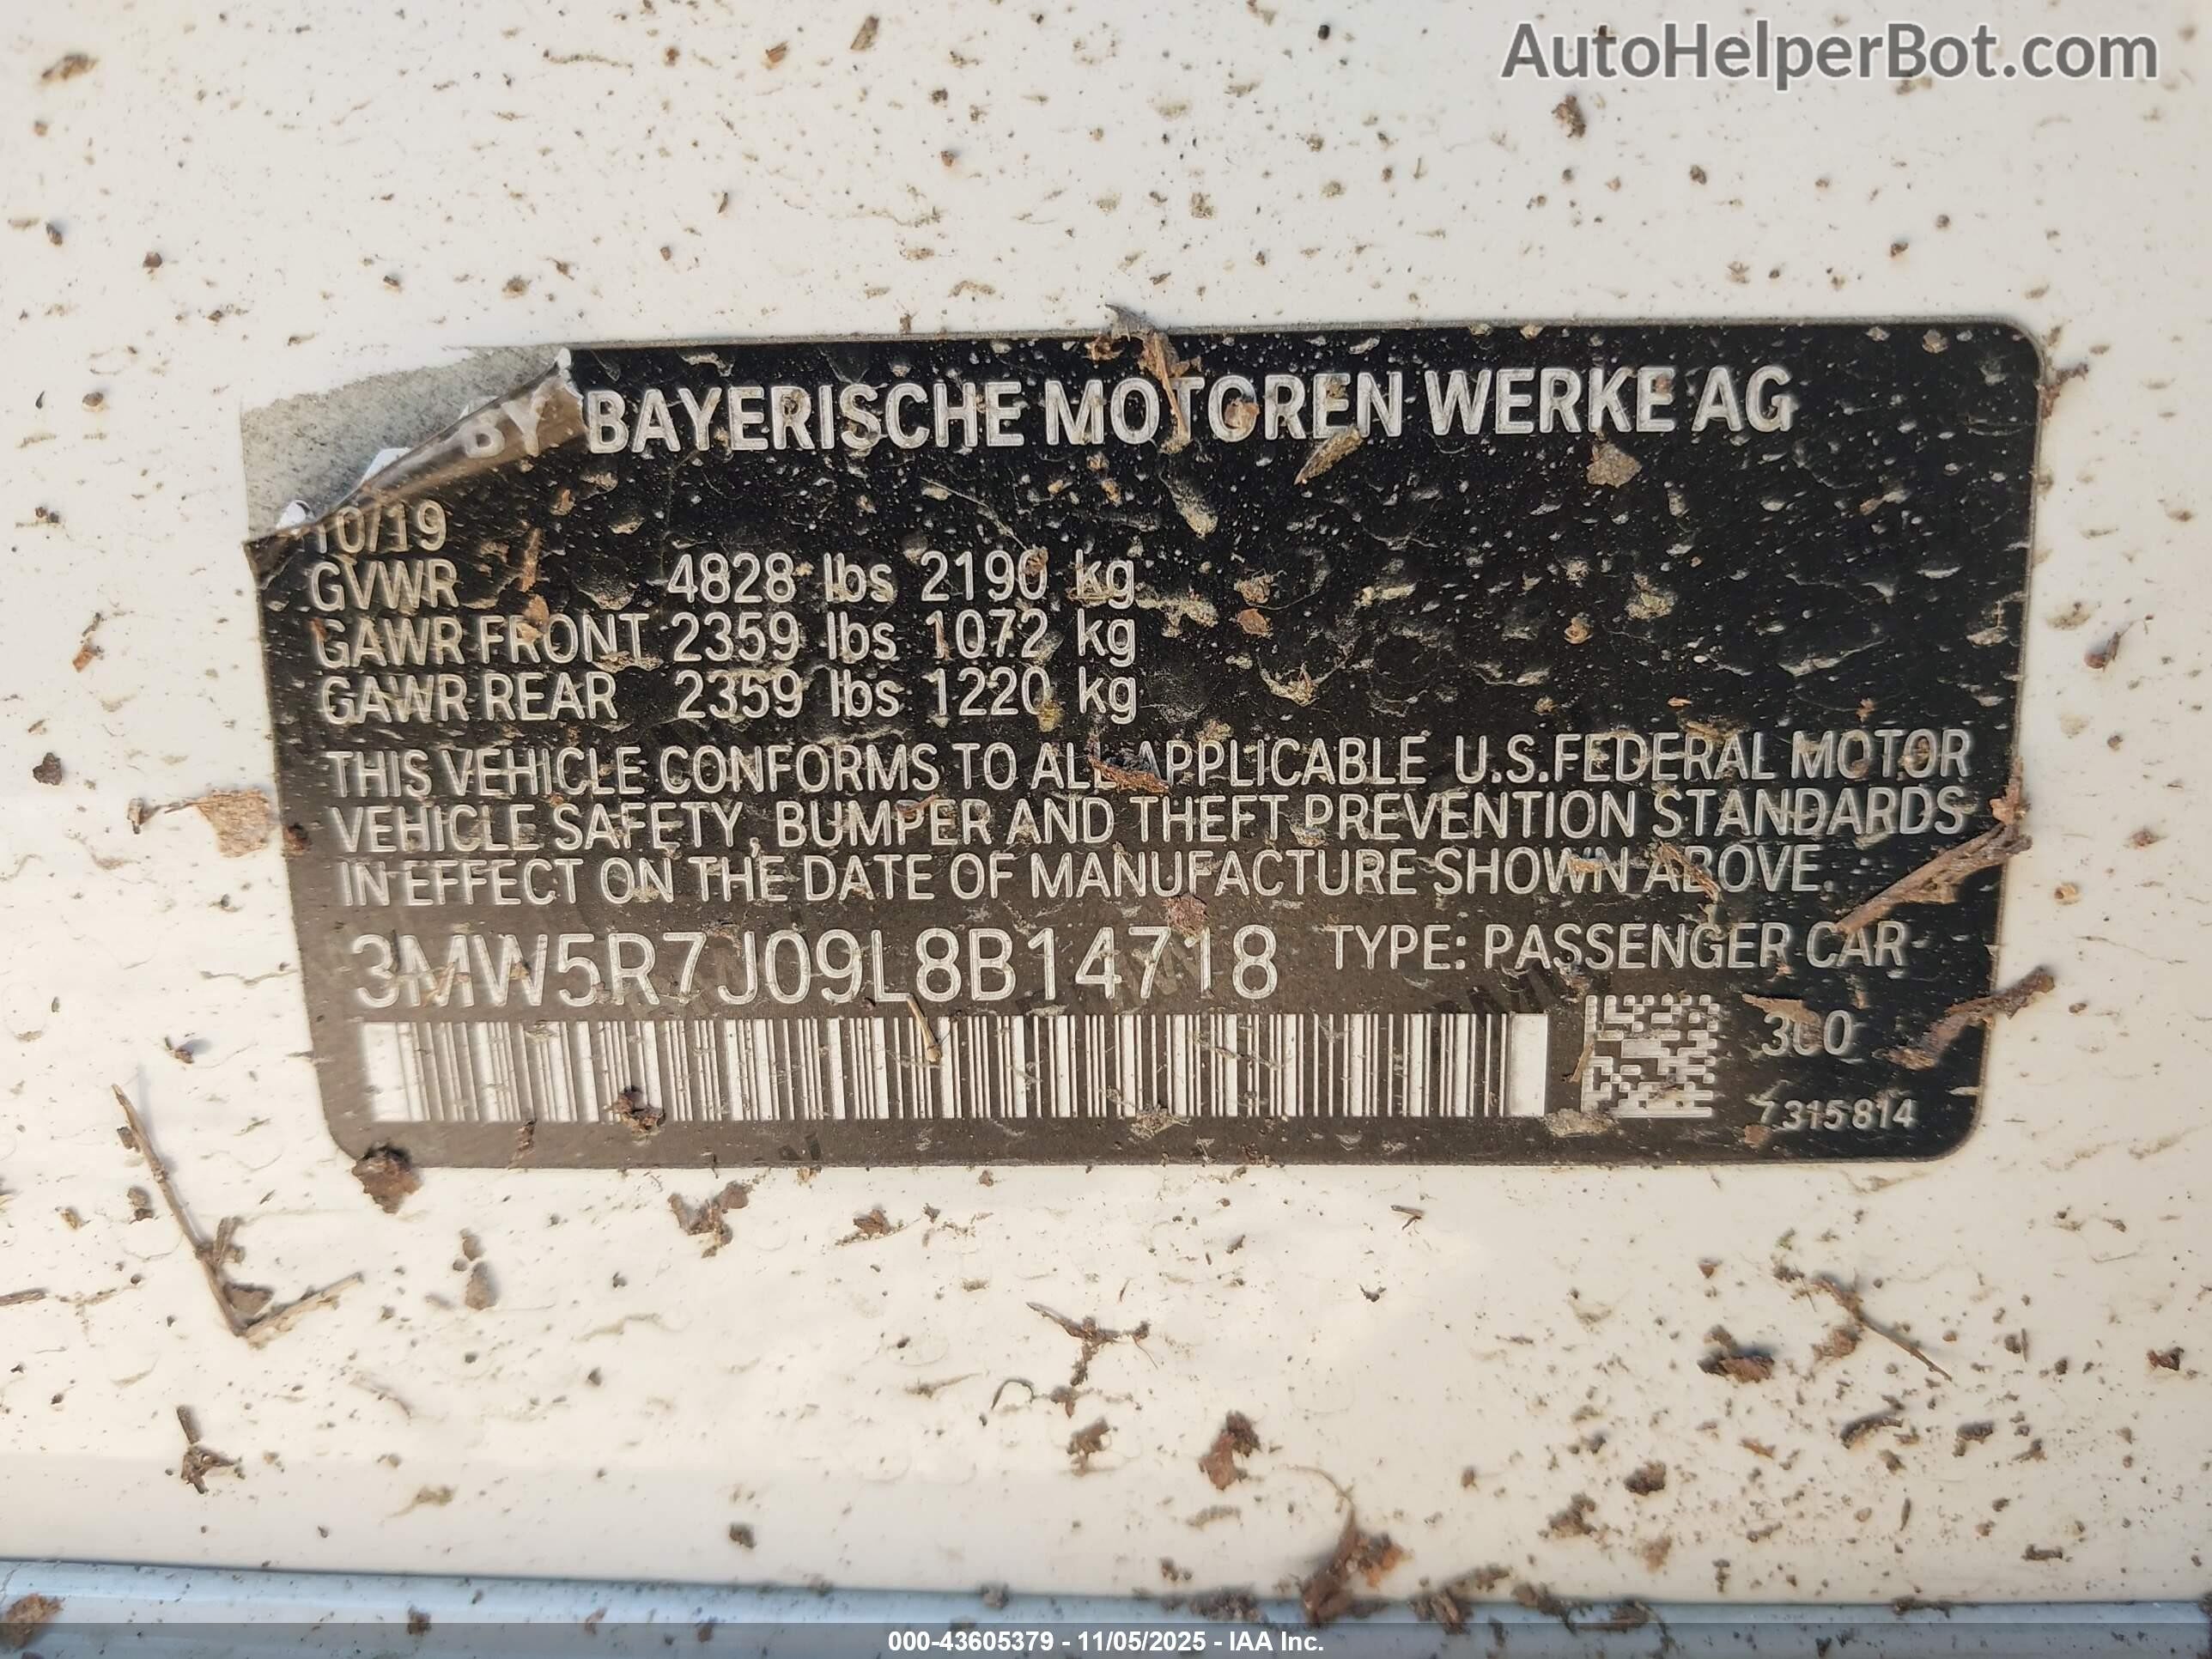 AutoHelperBot.com
BY BAYERISCHE MOTOREN WERKE AG
10/19
GVWR 4828 lbs 2190 kg
GAWR FRONT 2359 lbs 1072 kg
GAWR REAR 2359 lbs 1220 kg
THIS VEHICLE CONFORMS TO ALL APPLICABLE U.S.FEDERAL MOTOR
VEHICLE SAFETY, BUMPER AND THEFT PREVENTION STANDARDS
IN EFFECT ON THE DATE OF MANUFACTURE SHOWN ABOVE.
3MW5R7J09L8B14718 TYPE: PASSENGER CAR
300
7315814
000-43605379 - 11/05/2025 - IAA Inc.